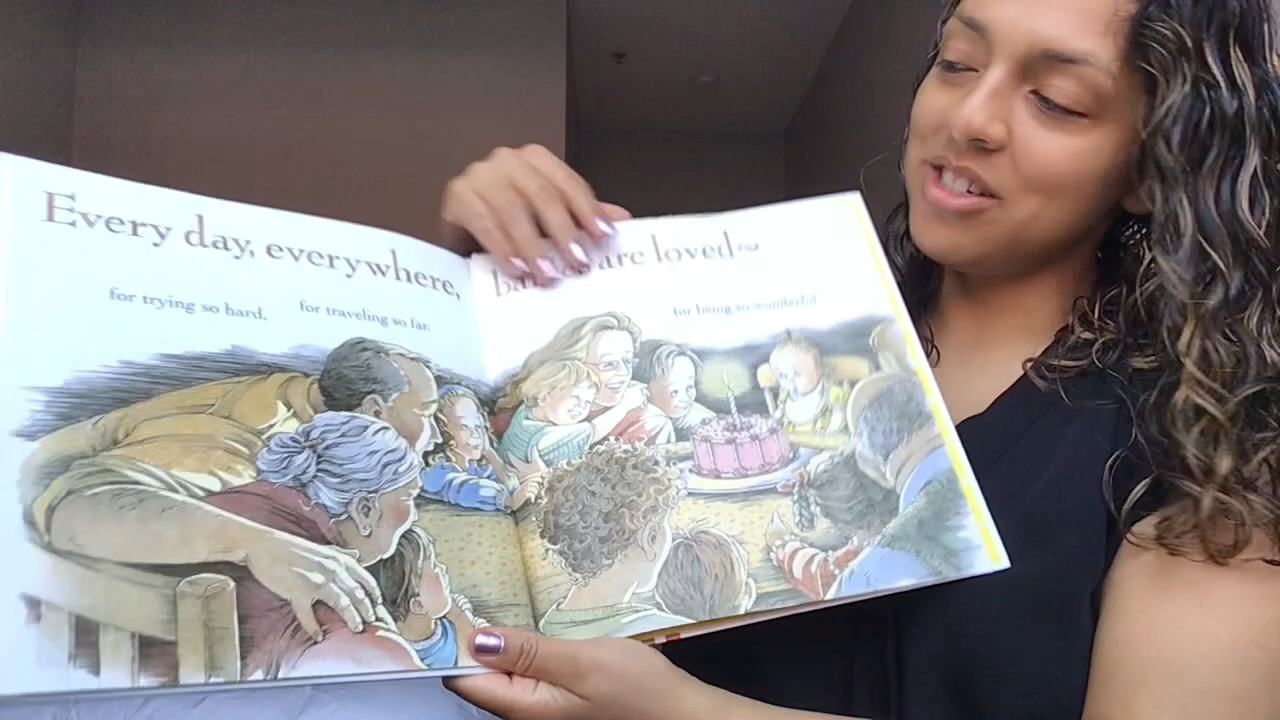 Every day, everywhere,
for trying so hard. for traveling so far.
are loved~
for being so wonderful